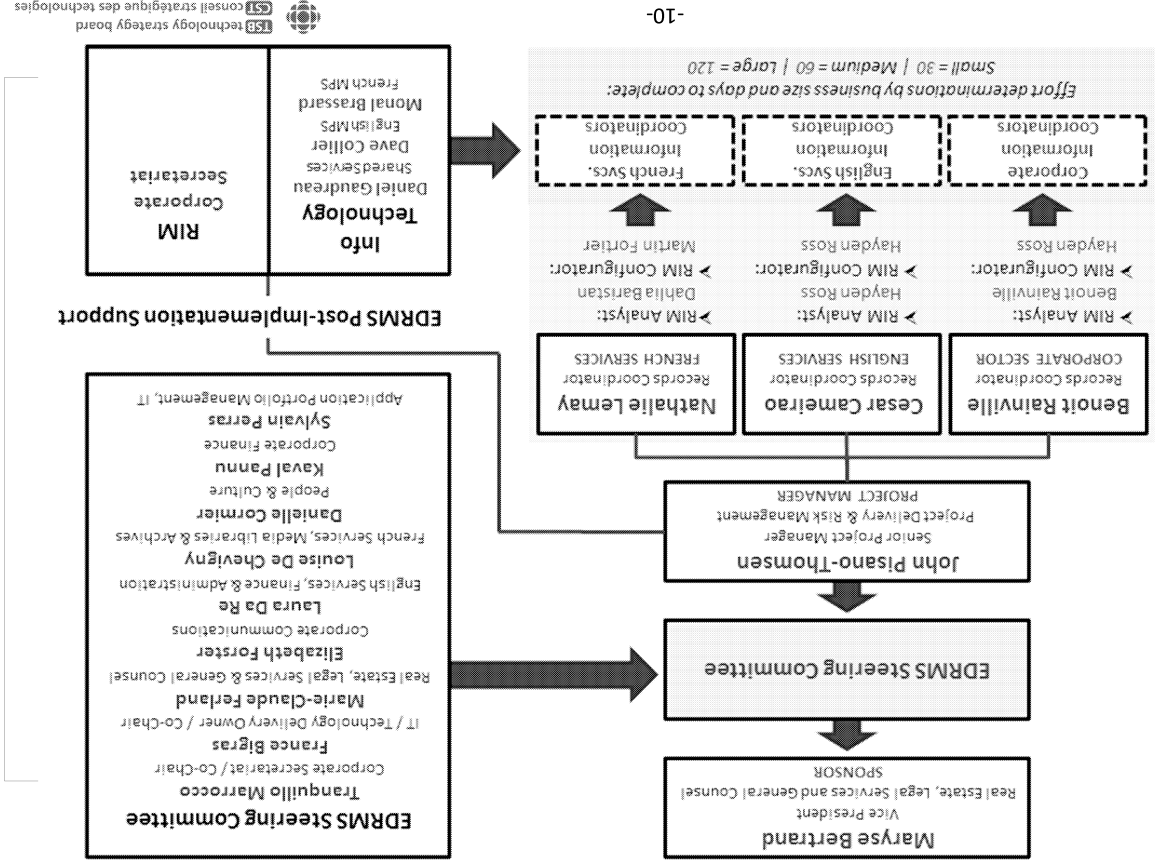 Maryse Bertrand
Vice President
Real Estate, Legal Services and General Counsel
SPONSOR
EDRMS Steering Committee
John Pisano-Thomsen
Senior Project Manager
Project Delivery & Risk Management
PROJECT MANAGER
Benoit Rainville
Records Coordinator
CORPORATE SECTOR
➢ RIM Analyst:
Benoit Rainville
➢ RIM Configurator:
Hayden Ross
Corporate
Information
Coordinators
Cesar Cameirao
Records Coordinator
ENGLISH SERVICES
➢ RIM Analyst:
Hayden Ross
➢ RIM Configurator:
Hayden Ross
English Svcs.
Information
Coordinators
Nathalie Lemay
Records Coordinator
FRENCH SERVICES
➢ RIM Analyst:
Dahlia Baristan
➢ RIM Configurator:
Martin Fortier
French Svcs.
Information
Coordinators
Effort determinations by business size and days to complete:
Small = 30 | Medium = 60 | Large = 120
EDRMS Steering Committee
Tranquillo Marrocco
Corporate Secretariat / Co-Chair
France Bigras
IT / Technology Delivery Owner / Co-Chair
Marie-Claude Ferland
Real Estate, Legal Services & General Counsel
Elizabeth Forster
Corporate Communications
Laura Da Re
English Services, Finance & Administration
Louise De Chevigny
French Services, Media Libraries & Archives
Danielle Cormier
People & Culture
Kaval Pannu
Corporate Finance
Sylvain Perras
Application Portfolio Management, IT
EDRMS Post-Implementation Support
Info
Technology
Daniel Gaudreau
Shared Services
Dave Collier
English MPS
Monal Brassard
French MPS
RIM
Corporate
Secretariat
-10-
TSB technology strategy board
CST conseil stratégique des technologies